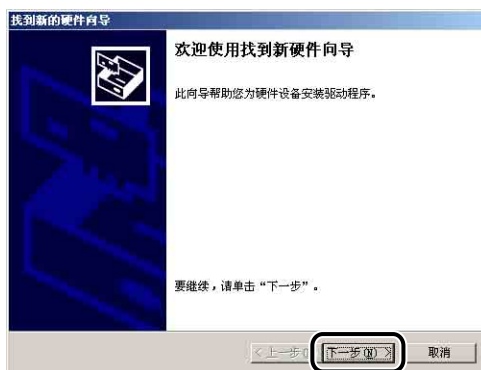 找到新的硬件向导
欢迎使用找到新硬件向导
此向导帮助您为硬件设备安装驱动程序。
要继续，请单击“下一步”。
<上一步
下一步(N) >
取消